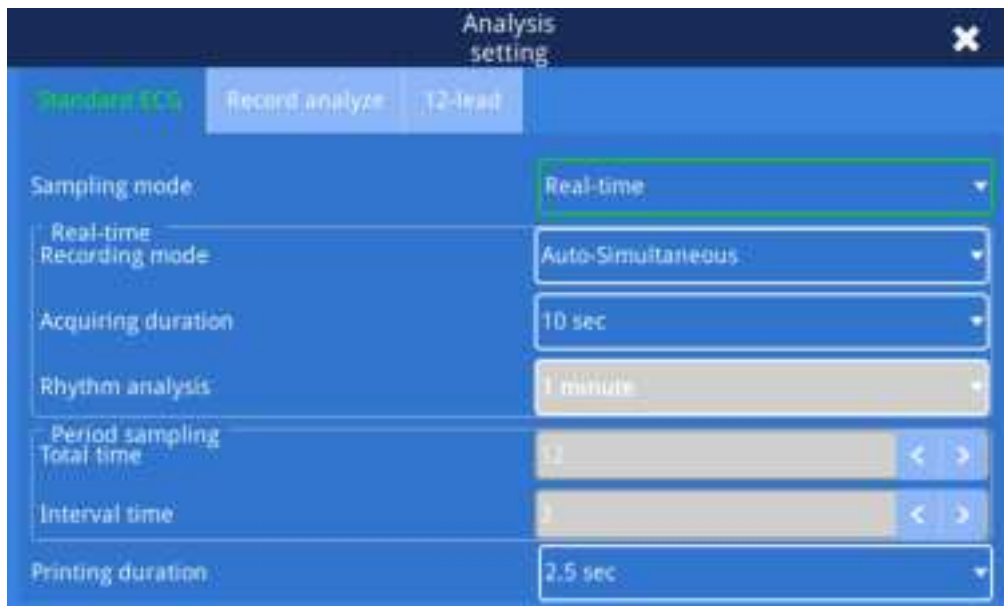 Analysis
setting
Standard ECG Record analyze 12-lead
Sampling mode Real-time
Real-time
Recording mode Auto-Simultaneous
Acquiring duration 10 sec
Rhythm analysis 1 minute
Period sampling
Total time 12
Interval time
Printing duration 2.5 sec